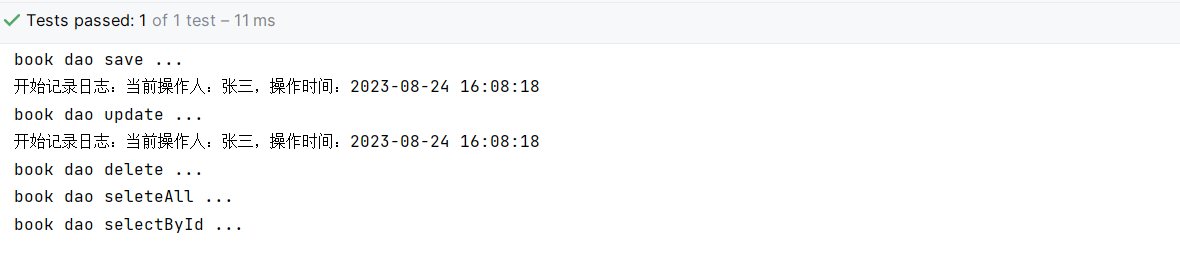 Tests passed: 1 of 1 test – 11 ms
book dao save ...
开始记录日志：当前操作人：张三，操作时间：2023-08-24 16:08:18
book dao update ...
开始记录日志：当前操作人：张三，操作时间：2023-08-24 16:08:18
book dao delete ...
book dao seleteAll ...
book dao selectById ...